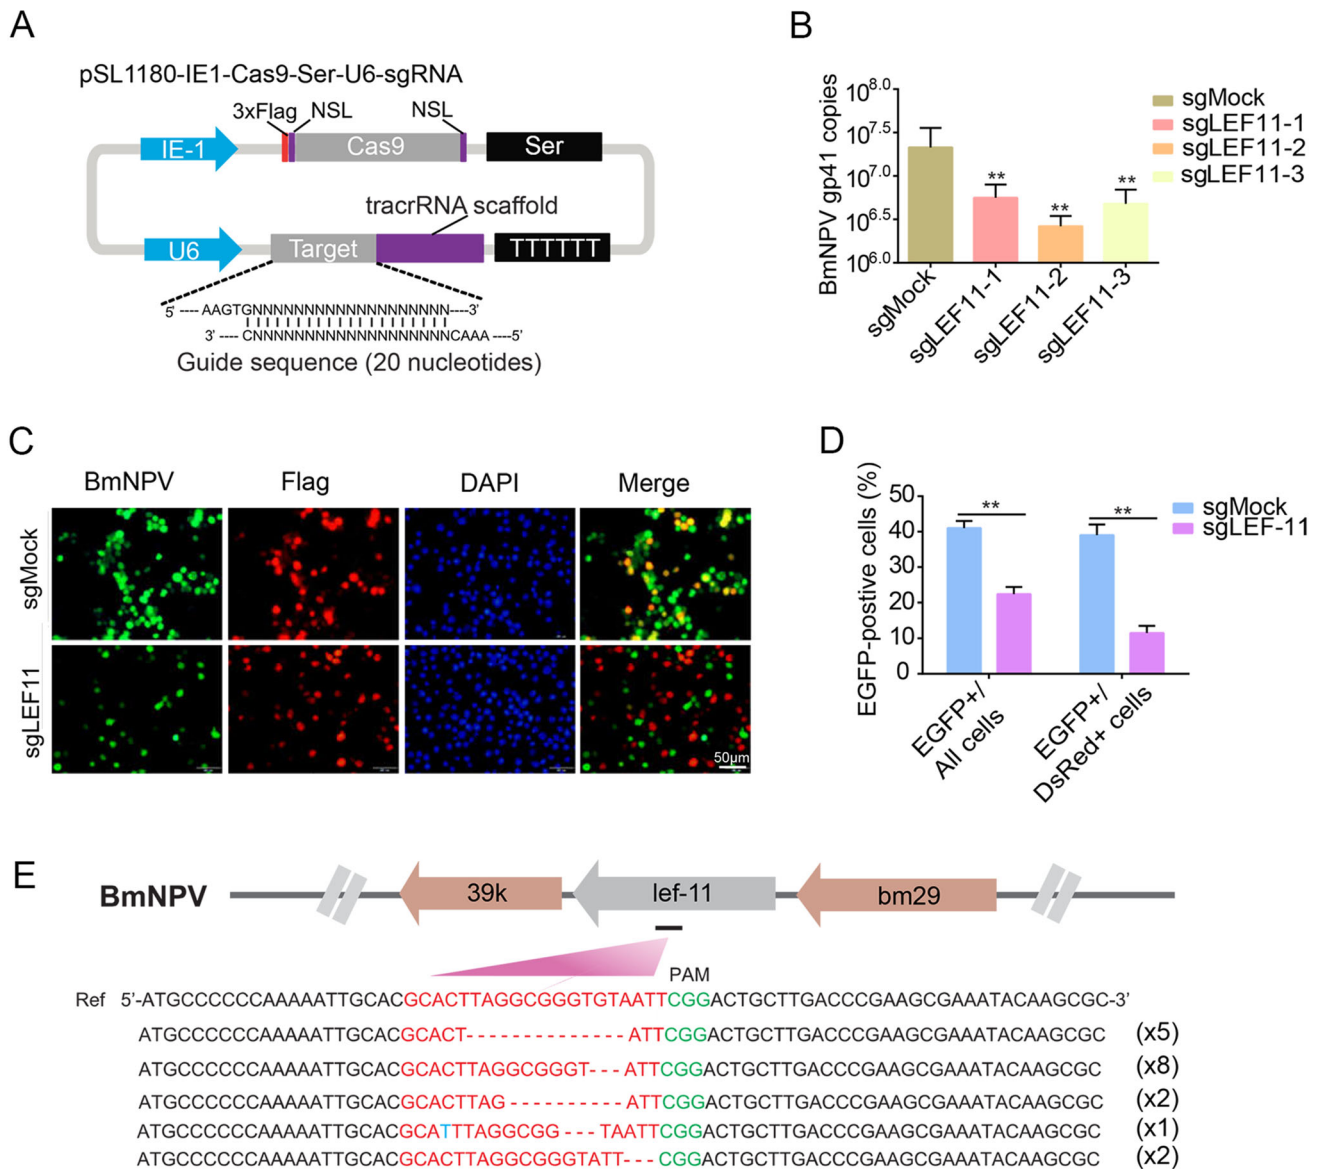 A
pSL1180-IE1-Cas9-Ser-U6-sgRNA
3xFlag NSL NSL
IE-1 Cas9 Ser
tracrRNA scaffold
U6 Target TTTTTT
5' ---- AAGTGNNNNNNNNNNNNNNNNNNN----3'
3' ---- CNNNNNNNNNNNNNNNNNNNCAAA ----5'
Guide sequence (20 nucleotides)
B
BmNPV gp41 copies
10^8.0
10^7.5
10^7.0
10^6.5
10^6.0
** ** **
sgMock
sgLEF11-1
sgLEF11-2
sgLEF11-3
sgMock
sgLEF11-1
sgLEF11-2
sgLEF11-3
C
BmNPV Flag DAPI Merge
sgMock
sgLEF11
50μm
D
EGFP-postive cells (%)
50
40
30
20
10
0
** **
sgMock
sgLEF-11
EGFP+/
All cells
EGFP+/
DsRed+ cells
E
BmNPV 39k lef-11 bm29
PAM
Ref 5'-ATGCCCCCCAAAAATTGCACGCACTTAGGCGGGTGTAATTCGGACTGCTTGACCCGAAGCGAAATACAAGCGC-3'
ATGCCCCCCAAAAATTGCACGCACT-------------ATTCGGACTGCTTGACCCGAAGCGAAATACAAGCGC (x5)
ATGCCCCCCAAAAATTGCACGCACTTAGGCGGGT---ATTCGGACTGCTTGACCCGAAGCGAAATACAAGCGC (x8)
ATGCCCCCCAAAAATTGCACGCACTTAG----------ATTCGGACTGCTTGACCCGAAGCGAAATACAAGCGC (x2)
ATGCCCCCCAAAAATTGCACGCATTTAGGCGG---TAATTCGGACTGCTTGACCCGAAGCGAAATACAAGCGC (x1)
ATGCCCCCCAAAAATTGCACGCACTTAGGCGGGTATT---CGGACTGCTTGACCCGAAGCGAAATACAAGCGC (x2)